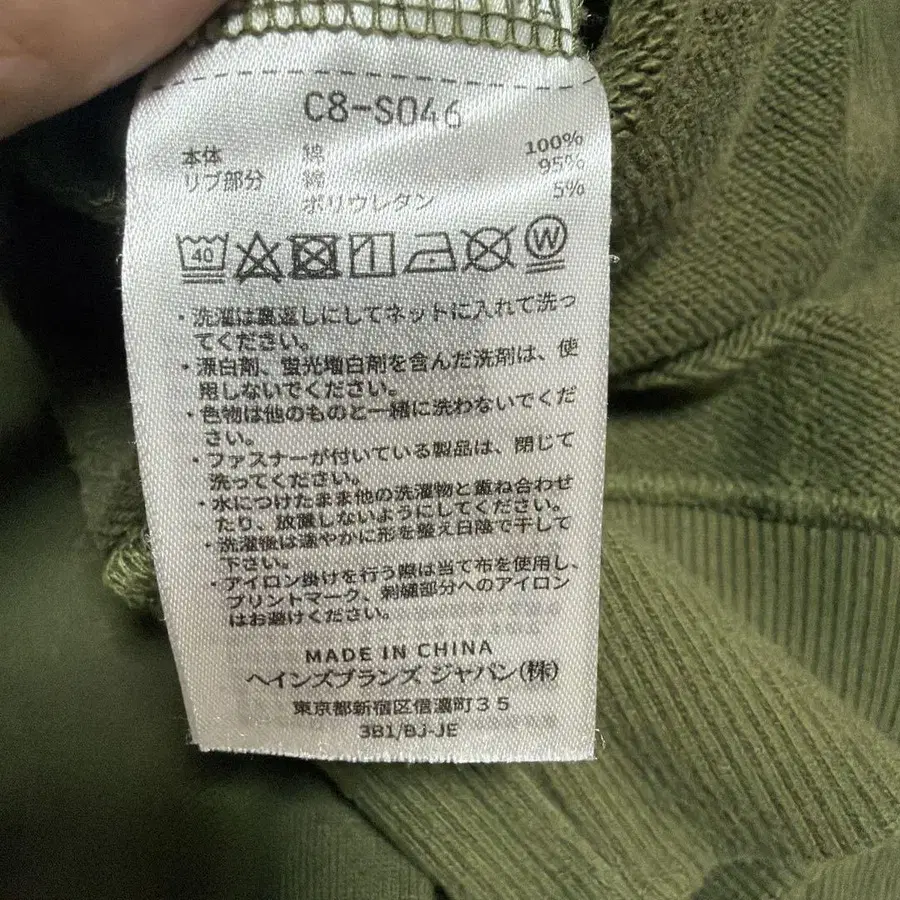 C8-S046
本体 綿 100%
リブ部分 綿 95%
ポリウレタン 5%
40
W
・洗濯は裏返しにしてネットに入れて洗っ
てください。
・漂白剤、蛍光増白剤を含んだ洗剤は、使
用しないでください。
・色物は他のものと一緒に洗わないでくだ
さい。
・ファスナーが付いている製品は、閉じて
洗ってください。
・水につけたまま他の洗濯物と重ね合わせ
たり、放置しないようにしてください。
・洗濯後は速やかに形を整え日陰で干して
下さい。
・アイロン掛けを行う際は当て布を使用し、
プリントマーク、刺繍部分へのアイロン
はお避けください。
MADE IN CHINA
ヘインズブランズ ジャパン(株)
東京都新宿区信濃町３５
3B1/BJ-JE